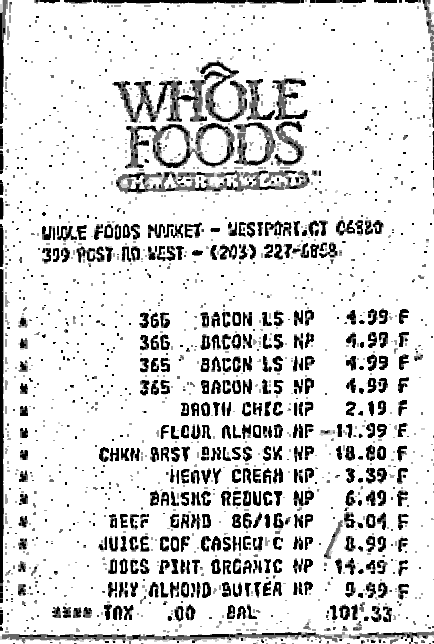 WHOLE
FOODS
MARKET
WHOLE FOODS MARKET - WESTPORT,CT 06880
399 POST RD WEST - (203) 227-6858
365 BACON LS NP 4.99 F
365 BACON LS NP 4.99 F
365 BACON LS NP 4.99 F
365 BACON LS NP 4.99 F
BROTH CHIC NP 2.19 F
FLOUR ALMOND NP 11.99 F
CHKN BRST BNLSS SK NP 18.80 F
HEAVY CREAM NP 3.39 F
BALSMC REDUCT NP 6.49 F
BEEF GRND 85/15 NP 5.04 F
JUICE COF CASHEW C NP 8.99 F
DOCS PINT ORGANIC NP 14.49 F
HNY ALMOND BUTTER NP 9.99 F
**** TAX .00 BAL 101.33